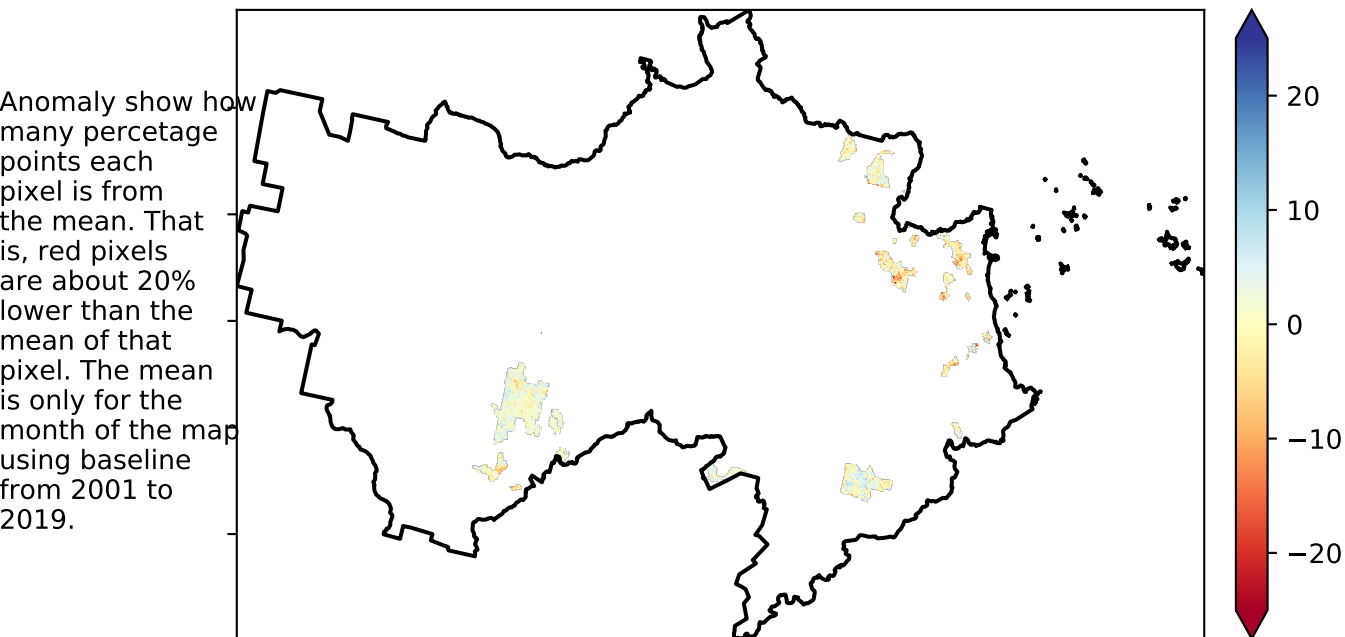 Anomaly show how
many percetage
points each
pixel is from
the mean. That
is, red pixels
are about 20%
lower than the
mean of that
pixel. The mean
is only for the
month of the map
using baseline
from 2001 to
2019.
20
10
0
−10
−20